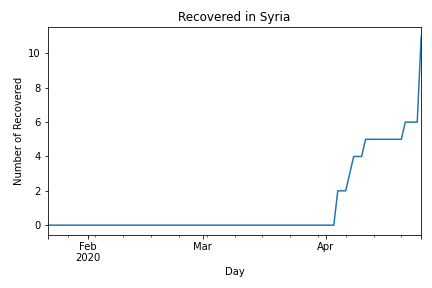 Recovered in Syria
Number of Recovered
10
8
6
4
2
0
Feb
2020
Mar
Apr
Day